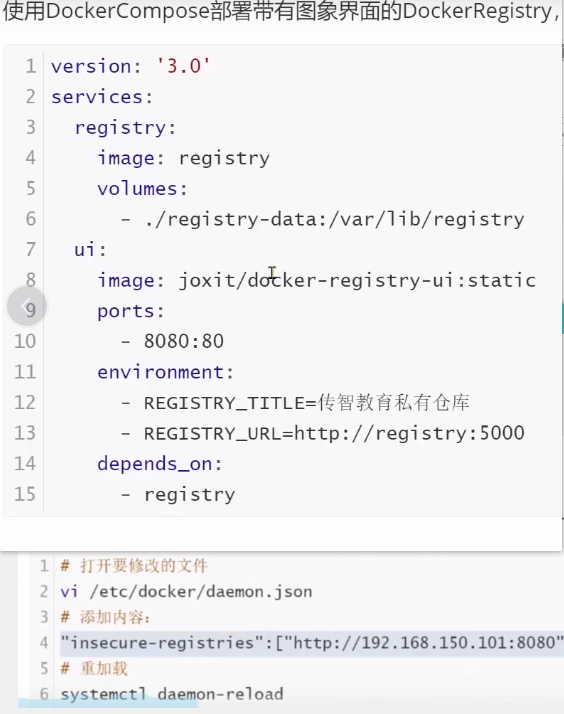 使用DockerCompose部署带有图象界面的DockerRegistry,
1 version: '3.0'
2 services:
3 registry:
4 image: registry
5 volumes:
6 - ./registry-data:/var/lib/registry
7 ui:
8 image: joxit/docker-registry-ui:static
9 ports:
10 - 8080:80
11 environment:
12 - REGISTRY_TITLE=传智教育私有仓库
13 - REGISTRY_URL=http://registry:5000
14 depends_on:
15 - registry
1 # 打开要修改的文件
2 vi /etc/docker/daemon.json
3 # 添加内容:
4 "insecure-registries":["http://192.168.150.101:8080"
5 # 重加载
6 systemctl daemon-reload